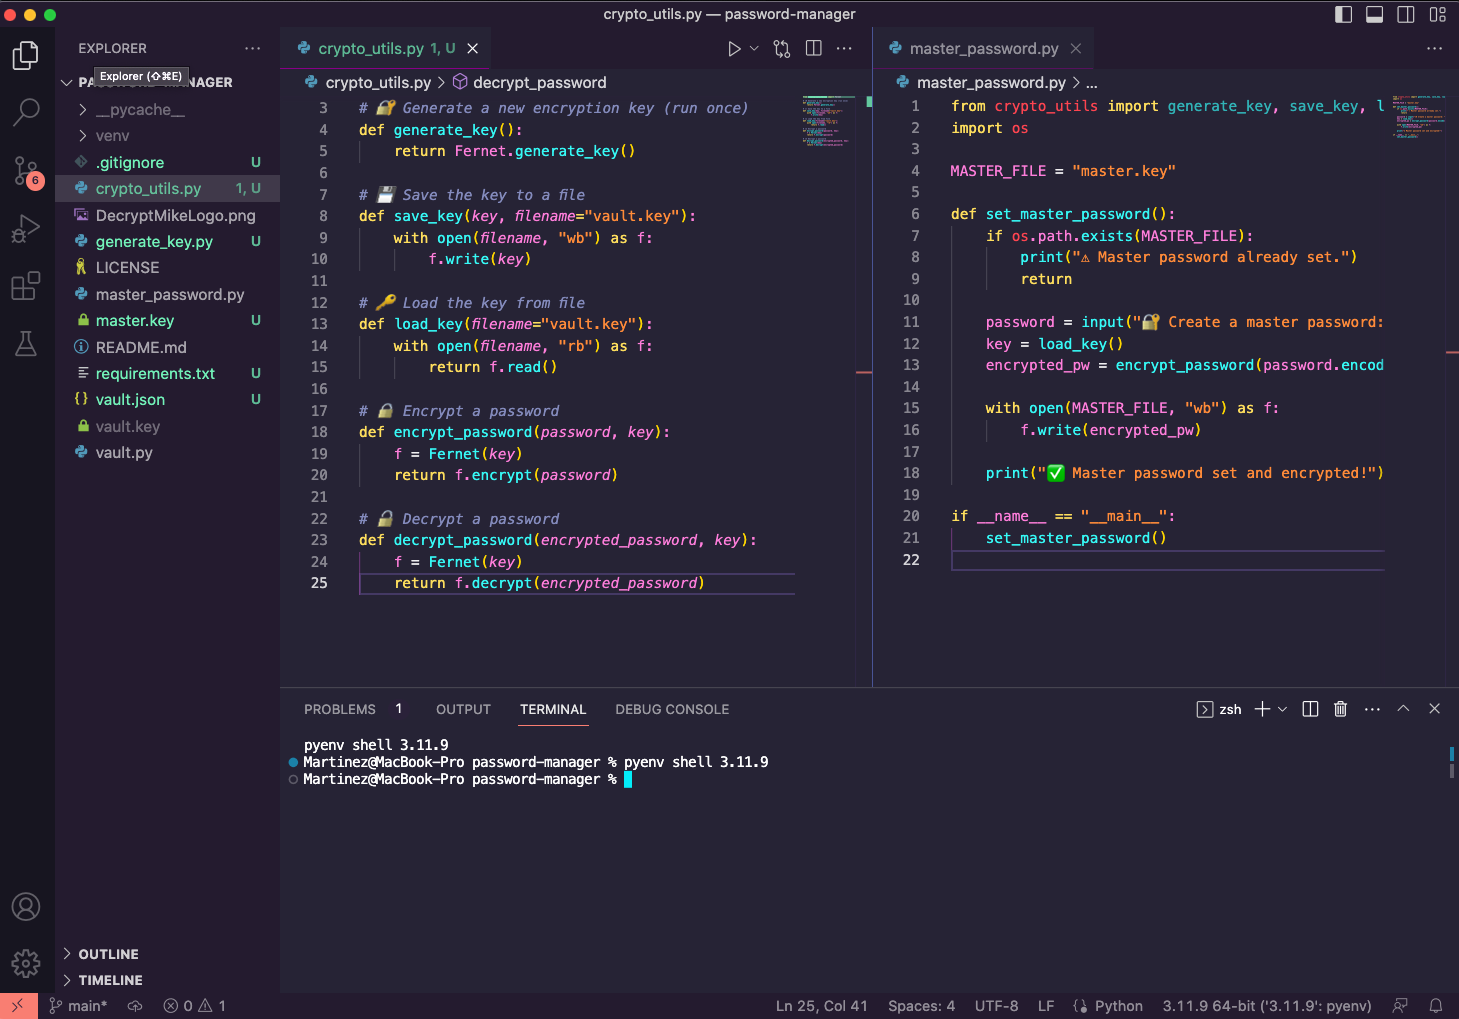 crypto_utils.py — password-manager
EXPLORER
PA
Explorer (⇧⌘E)
MANAGER
__pycache__
venv
.gitignore U
crypto_utils.py 1, U
DecryptMikeLogo.png
generate_key.py U
LICENSE
master_password.py
master.key U
README.md
requirements.txt U
vault.json U
vault.key
vault.py
OUTLINE
TIMELINE
6
crypto_utils.py 1, U
crypto_utils.py > decrypt_password
3 # 🔐 Generate a new encryption key (run once)
4 def generate_key():
5 return Fernet.generate_key()
6
7 # 💾 Save the key to a file
8 def save_key(key, filename="vault.key"):
9 with open(filename, "wb") as f:
10 f.write(key)
11
12 # 🔑 Load the key from file
13 def load_key(filename="vault.key"):
14 with open(filename, "rb") as f:
15 return f.read()
16
17 # 🔒 Encrypt a password
18 def encrypt_password(password, key):
19 f = Fernet(key)
20 return f.encrypt(password)
21
22 # 🔓 Decrypt a password
23 def decrypt_password(encrypted_password, key):
24 f = Fernet(key)
25 return f.decrypt(encrypted_password)
master_password.py
master_password.py > ...
1 from crypto_utils import generate_key, save_key, l
2 import os
3
4 MASTER_FILE = "master.key"
5
6 def set_master_password():
7 if os.path.exists(MASTER_FILE):
8 print("⚠ Master password already set.")
9 return
10
11 password = input("🔐 Create a master password:
12 key = load_key()
13 encrypted_pw = encrypt_password(password.encod
14
15 with open(MASTER_FILE, "wb") as f:
16 f.write(encrypted_pw)
17
18 print("✅ Master password set and encrypted!")
19
20 if __name__ == "__main__":
21 set_master_password()
22
PROBLEMS 1 OUTPUT TERMINAL DEBUG CONSOLE
zsh
pyenv shell 3.11.9
Martinez@MacBook-Pro password-manager % pyenv shell 3.11.9
Martinez@MacBook-Pro password-manager %
main* 0 1 Ln 25, Col 41 Spaces: 4 UTF-8 LF Python 3.11.9 64-bit ('3.11.9': pyenv)